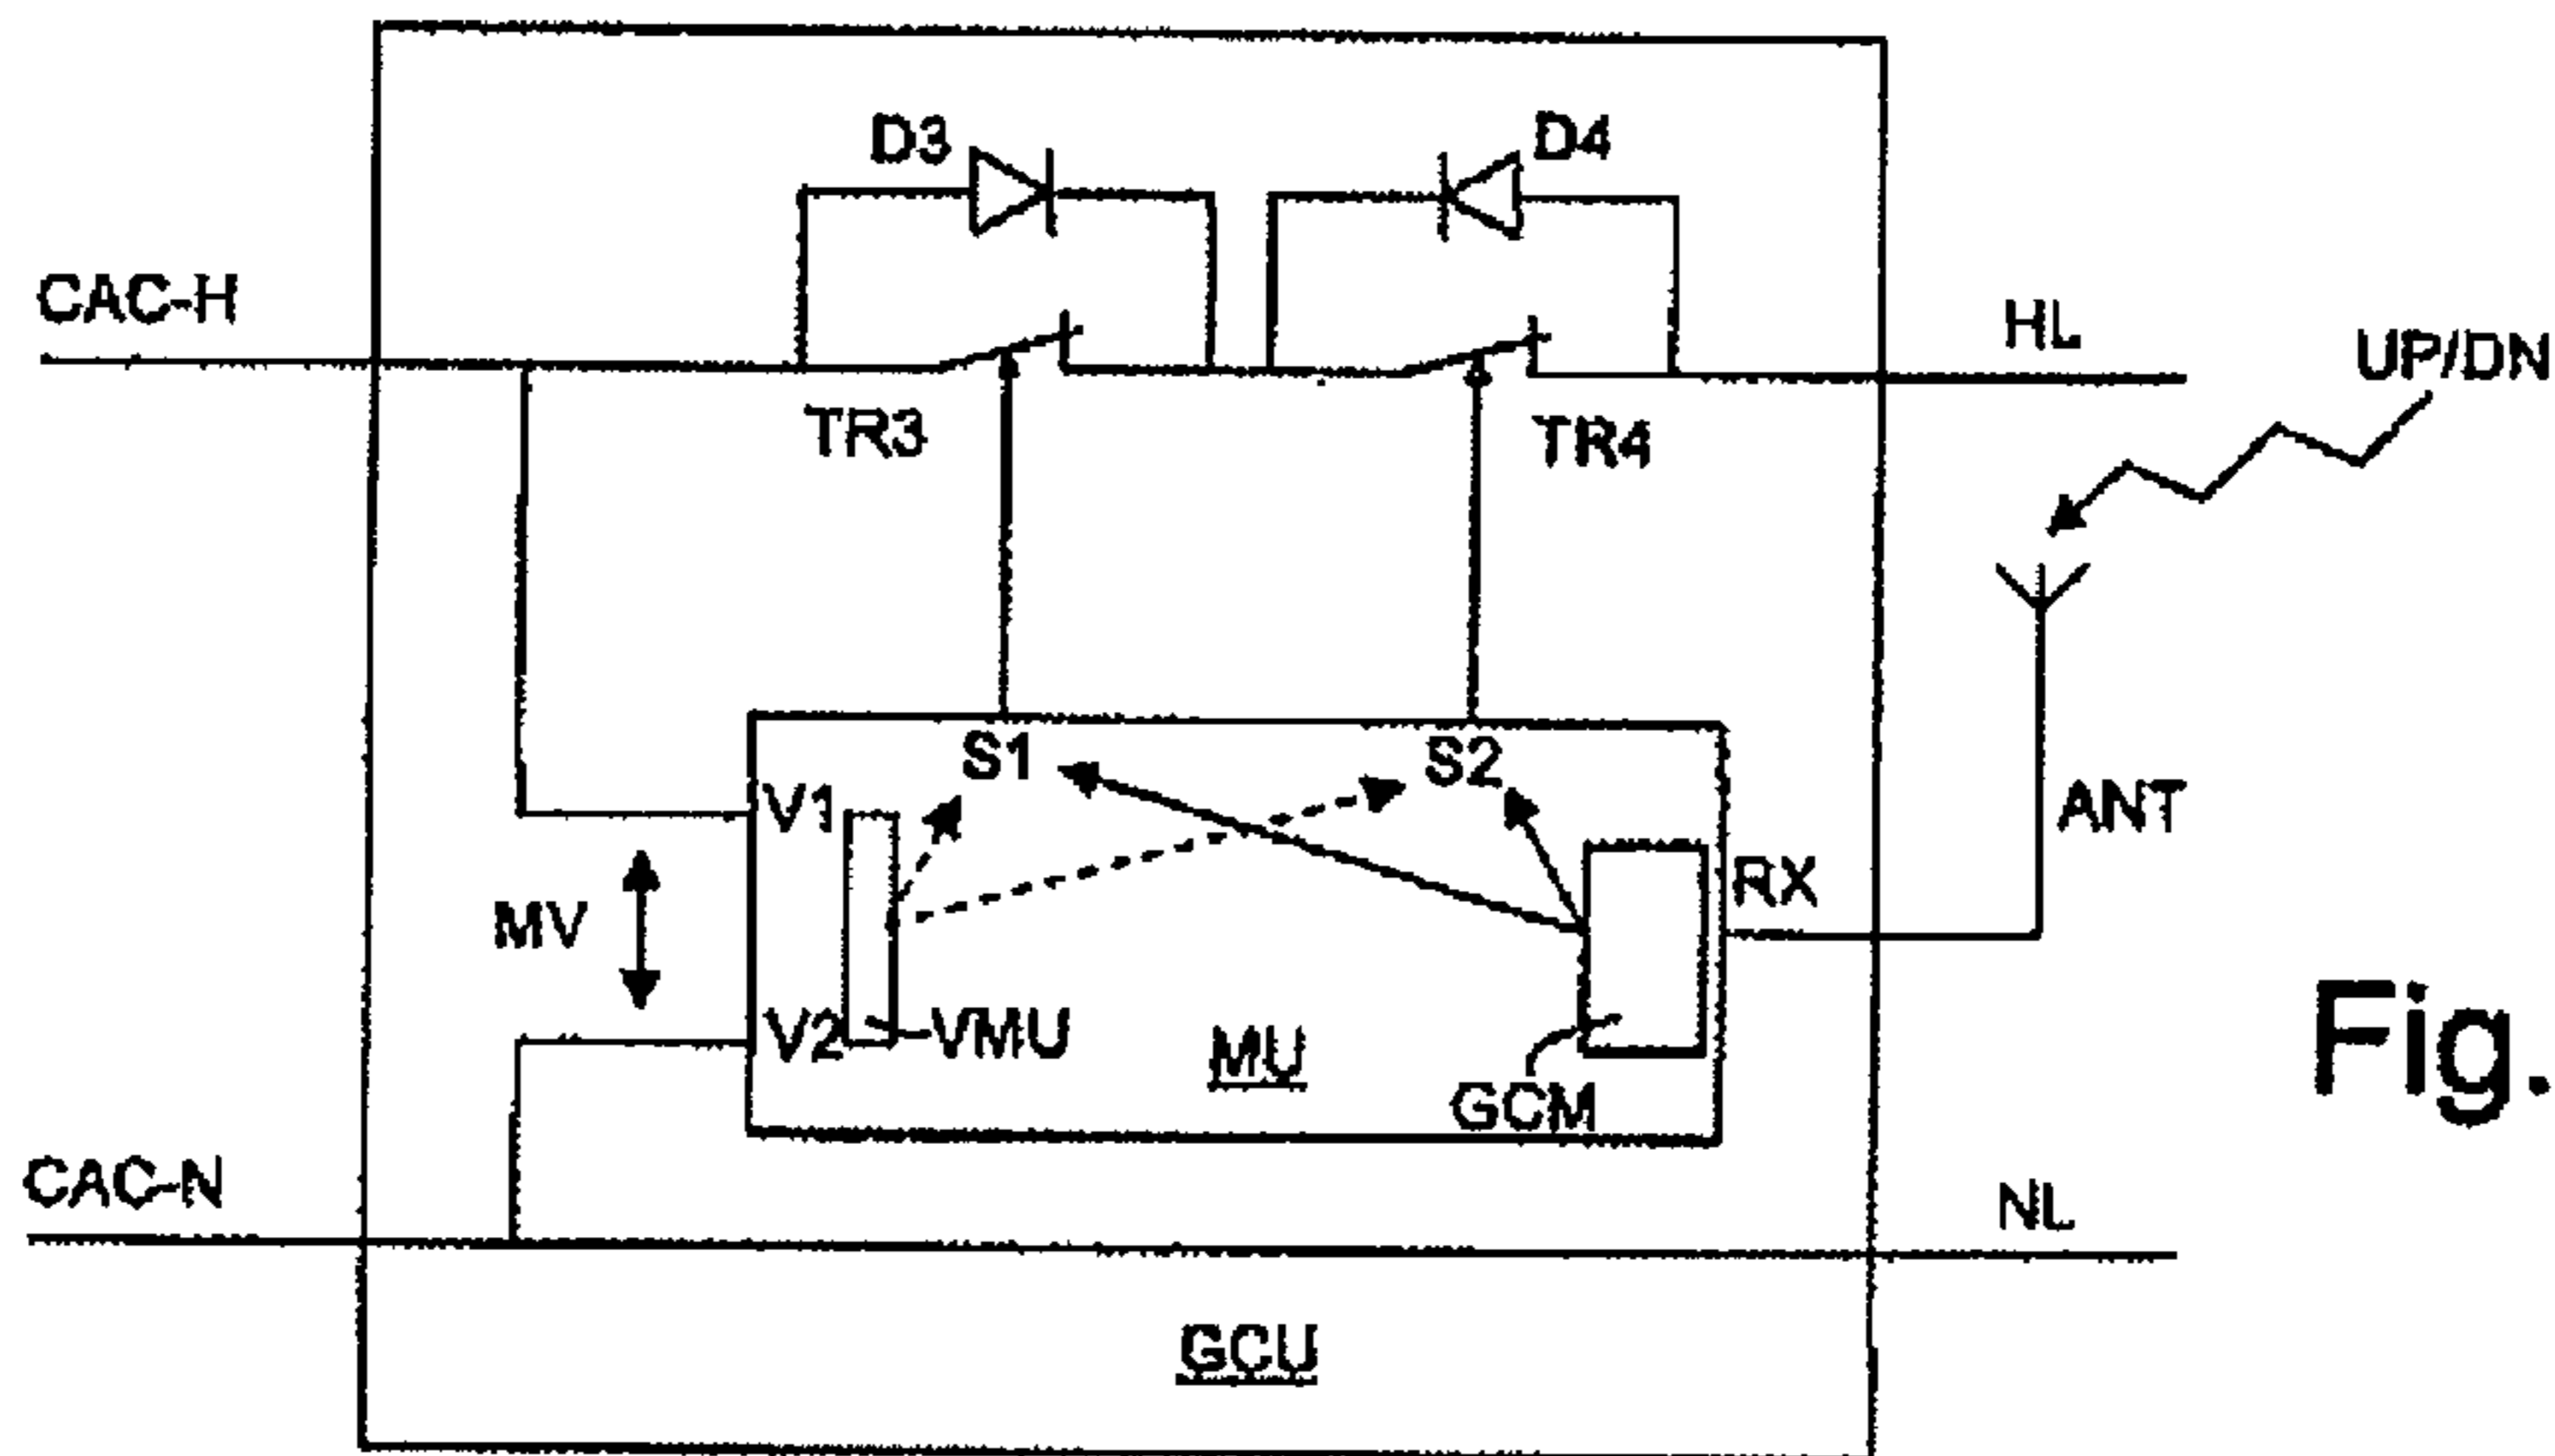 D3
D4
CAC-H
HL
UP/DN
TR3
TR4
S1
S2
V1
ANT
RX
MV
V2
VMU
MU
GCM
Fig.
CAC-N
NL
GCU